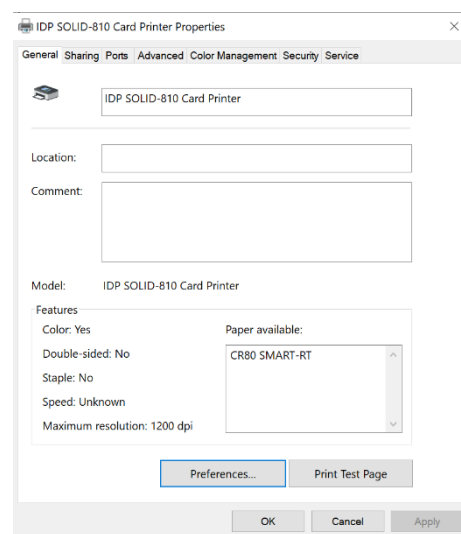 IDP SOLID-810 Card Printer Properties
General Sharing Ports Advanced Color Management Security Service
IDP SOLID-810 Card Printer
Location:
Comment:
Model: IDP SOLID-810 Card Printer
Features
Color: Yes Paper available:
Double-sided: No CR80 SMART-RT
Staple: No
Speed: Unknown
Maximum resolution: 1200 dpi
Preferences... Print Test Page
OK Cancel Apply